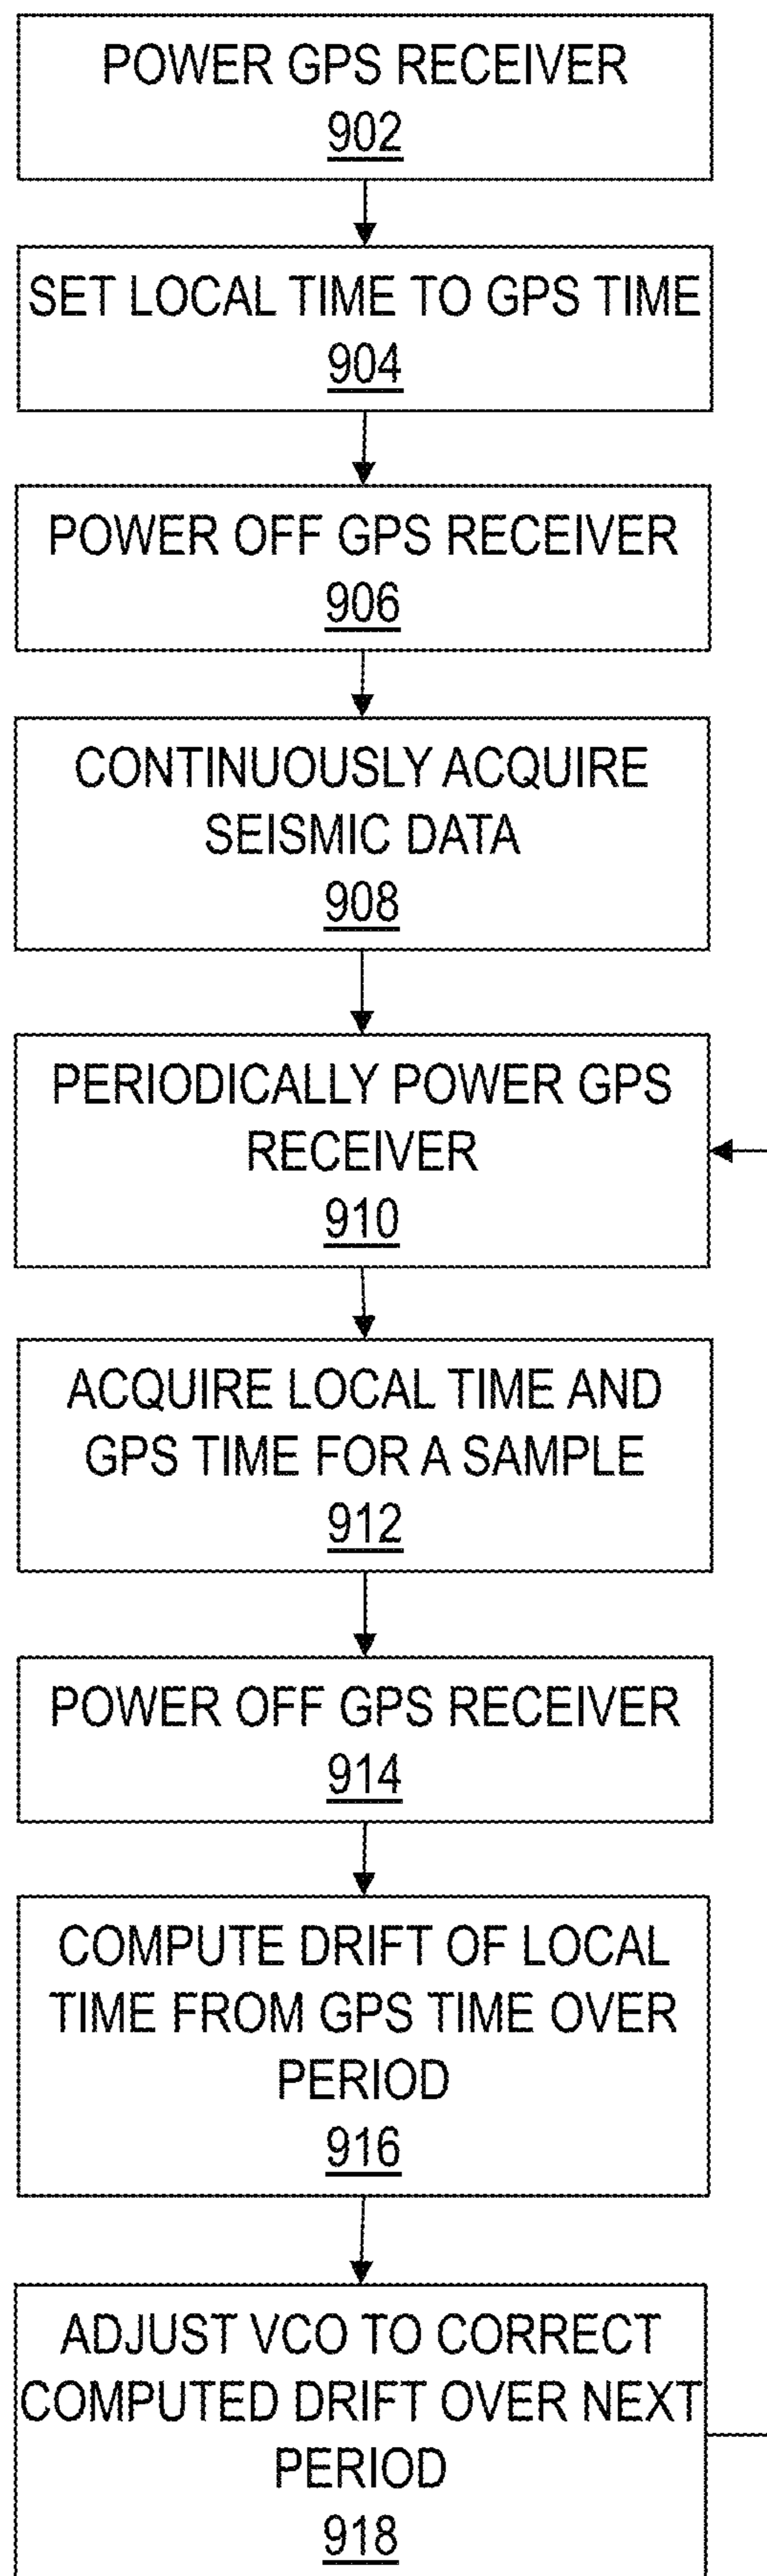 POWER GPS RECEIVER
902
SET LOCAL TIME TO GPS TIME
904
POWER OFF GPS RECEIVER
906
CONTINUOUSLY ACQUIRE
SEISMIC DATA
908
PERIODICALLY POWER GPS
RECEIVER
910
ACQUIRE LOCAL TIME AND
GPS TIME FOR A SAMPLE
912
POWER OFF GPS RECEIVER
914
COMPUTE DRIFT OF LOCAL
TIME FROM GPS TIME OVER
PERIOD
916
ADJUST VCO TO CORRECT
COMPUTED DRIFT OVER NEXT
PERIOD
918